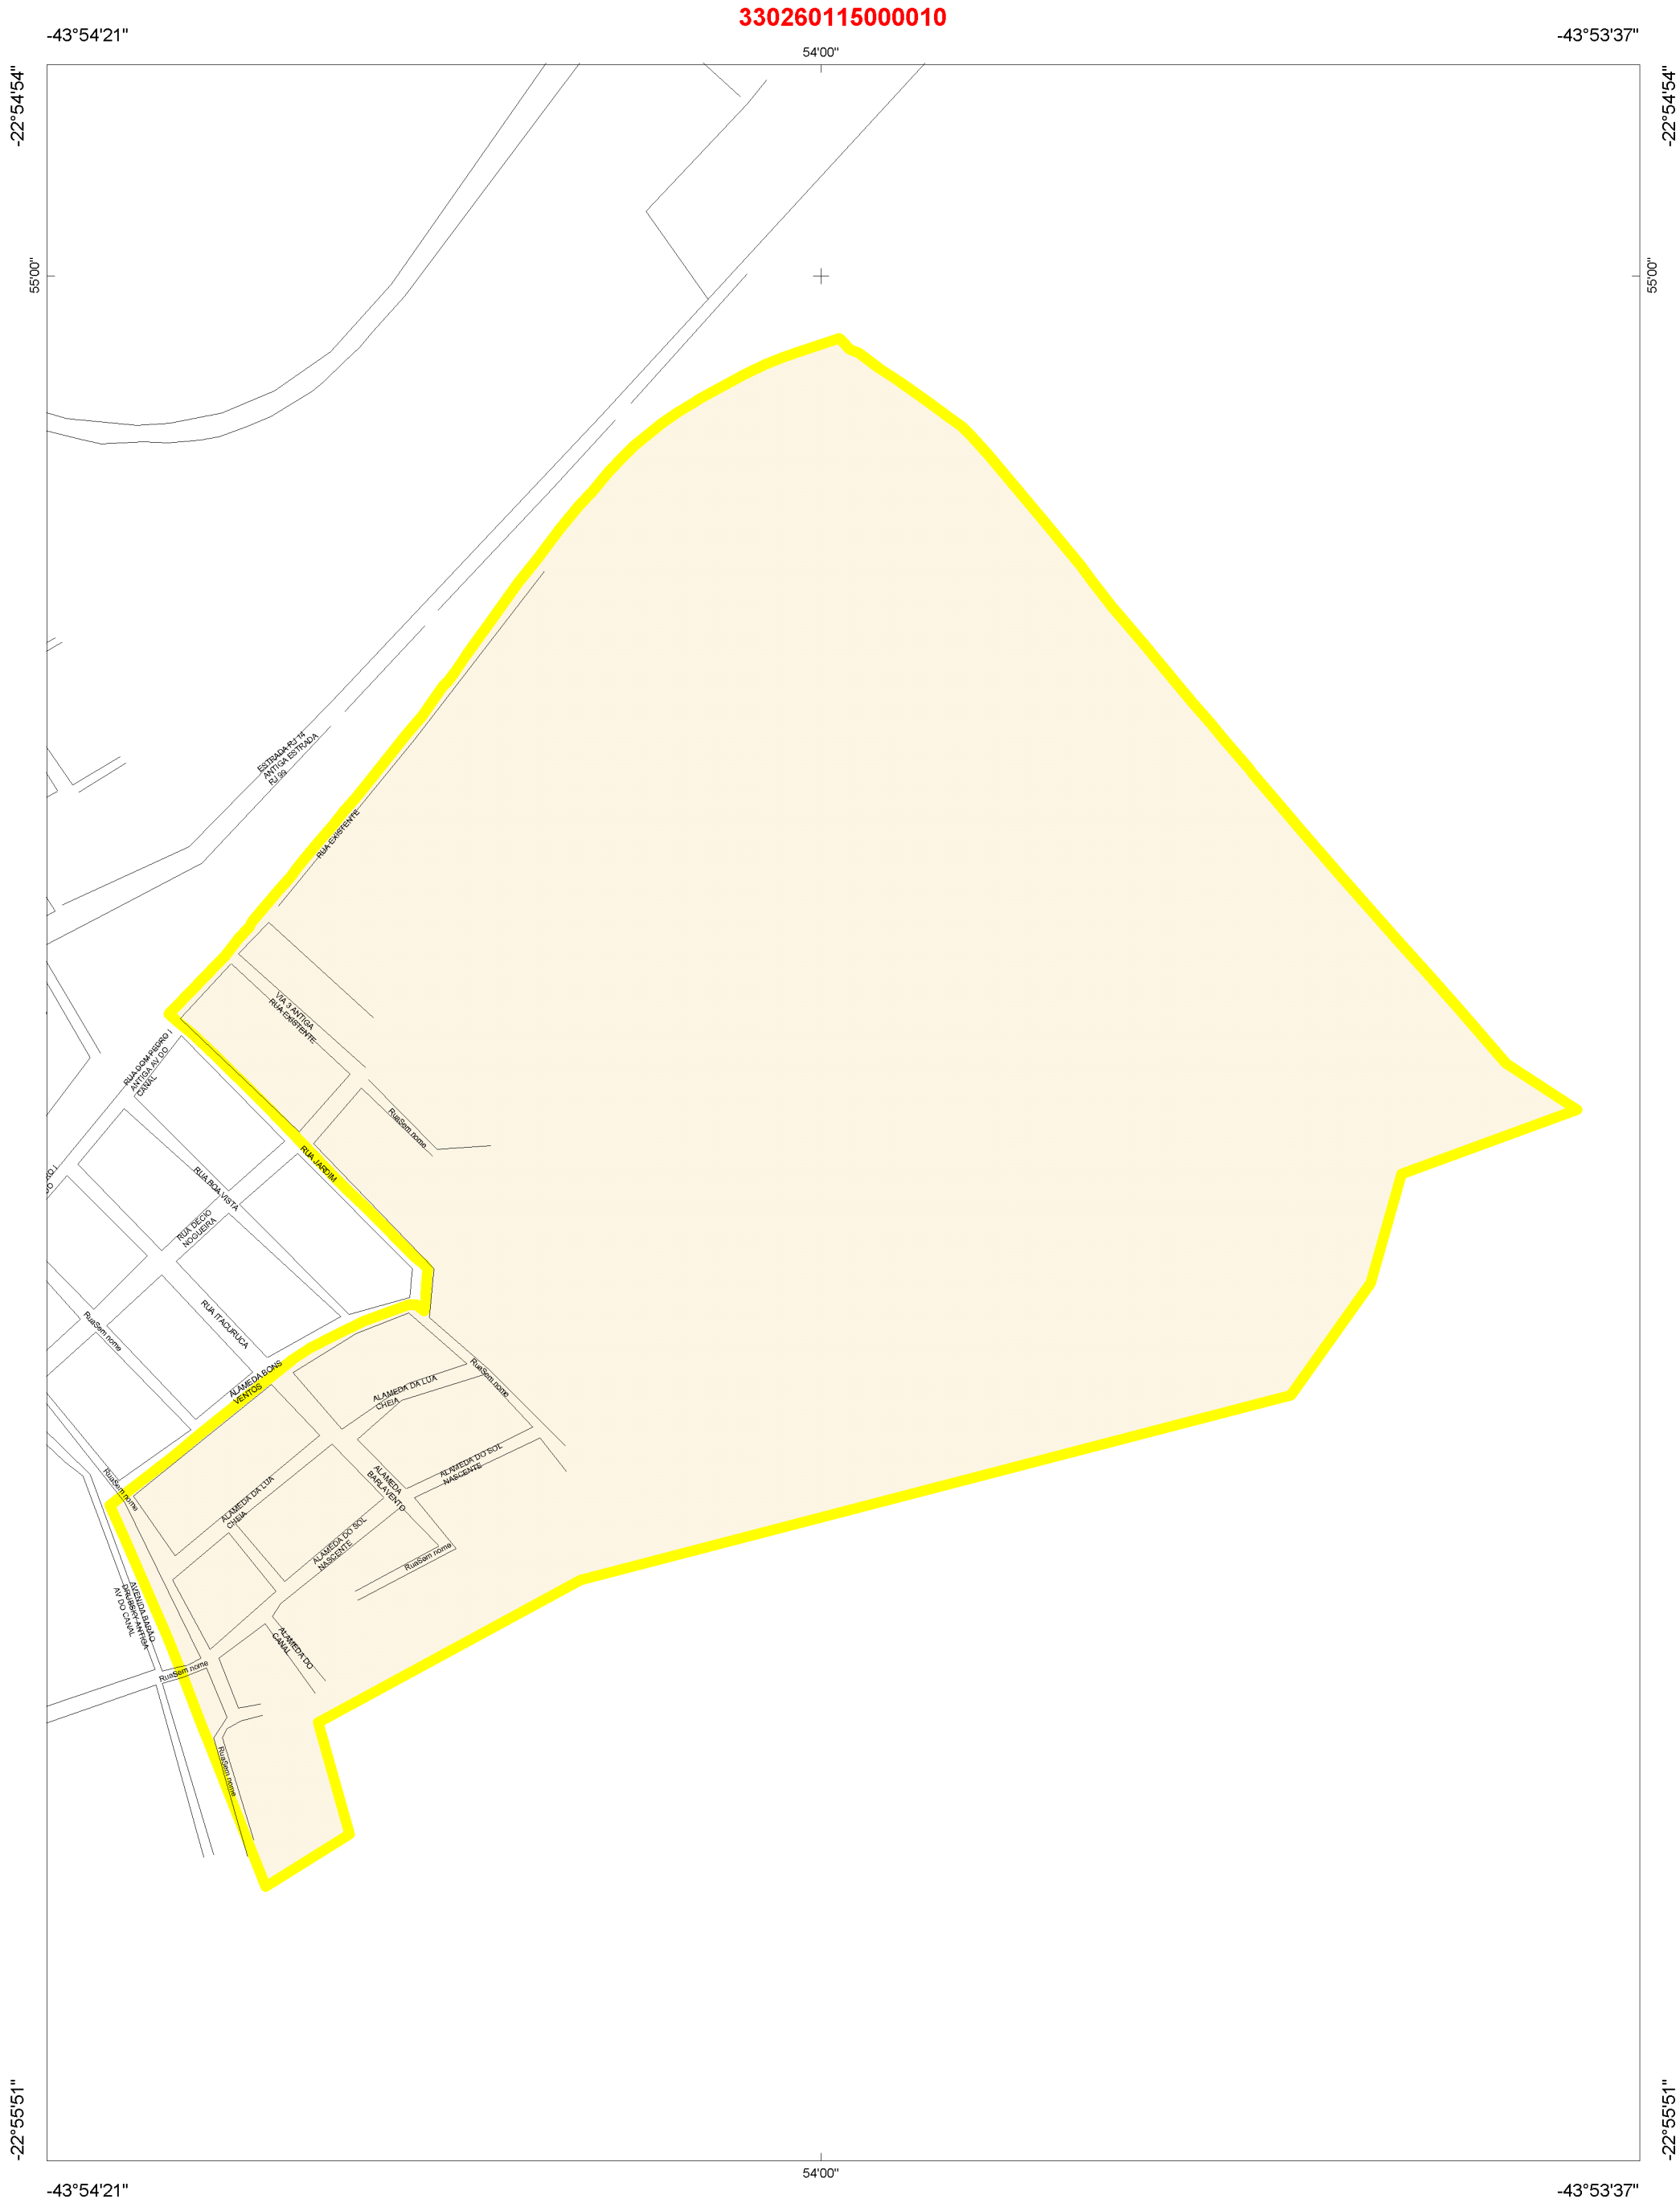 330260115000010
-43°54'21"
-43°53'37"
54'00"
-22°54'54"
-22°54'54"
55'00"
55'00"
ESTRADA RJ 14
ANTIGA ESTRADA
RJ 99
RUA EXISTENTE
VIA 3 ANTIGA
RUA EXISTENTE
RUA DOM PEDRO I
ANTIGA AV DO
CANAL
RuaSem nome
RUA JARDIM
RUA BOA VISTA
RUA DECIO
NOGUEIRA
RUA ITACURUCA
RuaSem nome
ALAMEDA BONS
VENTOS
RuaSem nome
ALAMEDA DA LUA
CHEIA
ALAMEDA DO SOL
NASCENTE
ALAMEDA
BARLAVENTO
RuaSem nome
ALAMEDA DA LUA
CHEIA
ALAMEDA DO SOL
NASCENTE
RuaSem nome
AVENIDA BARÃO
DRUBSKY ANTIGA
AV DO CANAL
ALAMEDA DO
CANAL
RuaSem nome
RuaSem nome
-22°55'51"
-22°55'51"
54'00"
-43°54'21"
-43°53'37"